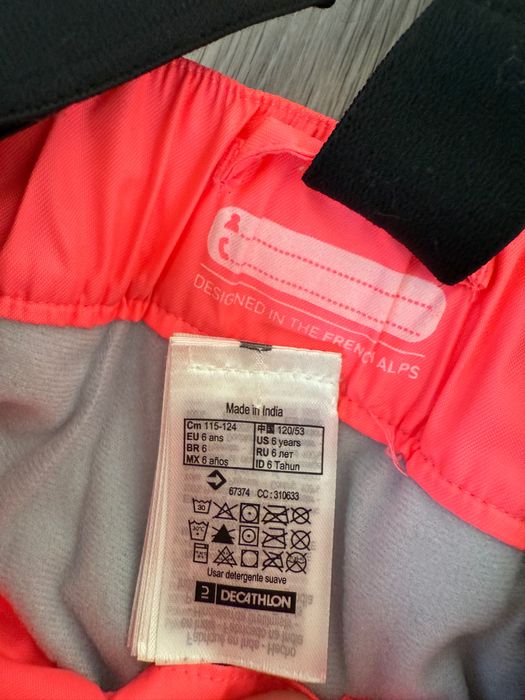 DESIGNED IN THE FRENCH ALPS
Made in India
Cm 115-124 中国 120/53
EU 6 ans US 6 years
BR 6 RU 6 лет
MX 6 años ID 6 Tahun
67374 CC: 310633
30
Usar detergente suave
DECATHLON